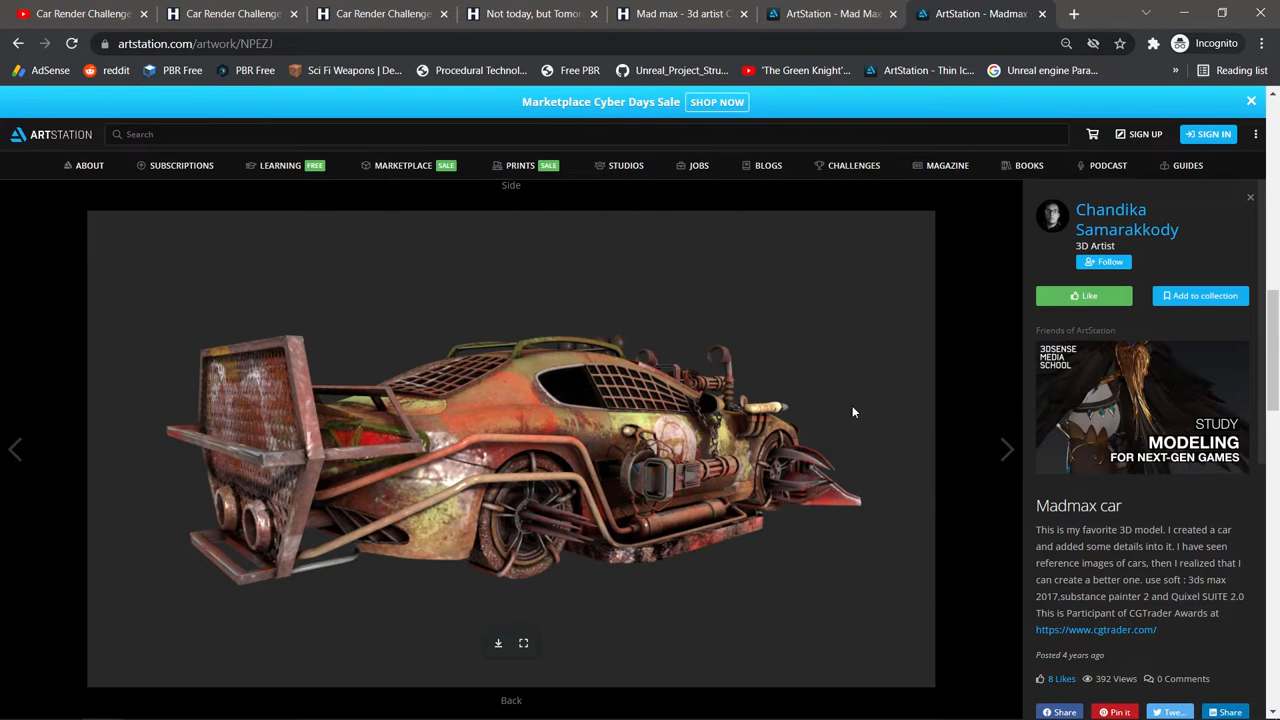 Car Render Challenge
Car Render Challenge
Car Render Challenge
Not today, but Tomor
Mad max - 3d artist C
ArtStation - Mad Max
ArtStation - Madmax
artstation.com/artwork/NPEZJ
Incognito
AdSense
reddit
PBR Free
PBR Free
Sci Fi Weapons | De...
Procedural Technol...
Free PBR
Unreal_Project_Stru...
'The Green Knight'...
ArtStation - Thin Ic...
Unreal engine Para...
Reading list
Marketplace Cyber Days Sale SHOP NOW
ARTSTATION
Search
SIGN UP
SIGN IN
ABOUT
SUBSCRIPTIONS
LEARNING FREE
MARKETPLACE SALE
PRINTS SALE
STUDIOS
JOBS
BLOGS
CHALLENGES
MAGAZINE
BOOKS
PODCAST
GUIDES
Side
Back
Chandika
Samarakkody
3D Artist
Follow
Like
Add to collection
Friends of ArtStation
3DSENSE
MEDIA
SCHOOL
STUDY
MODELING
FOR NEXT-GEN GAMES
Madmax car
This is my favorite 3D model. I created a car
and added some details into it. I have seen
reference images of cars, then I realized that I
can create a better one. use soft : 3ds max
2017,substance painter 2 and Quixel SUITE 2.0
This is Participant of CGTrader Awards at
https://www.cgtrader.com/
Posted 4 years ago
8 Likes
392 Views
0 Comments
Share
Pin it
Twe...
Share